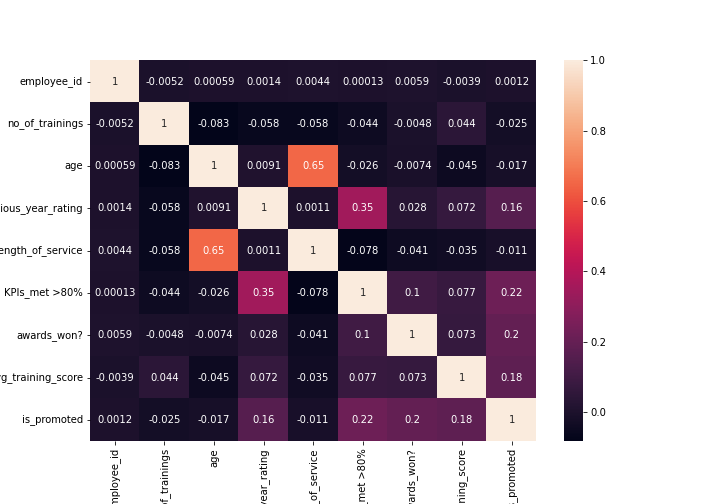 employee_id 1 -0.0052 0.00059 0.0014 0.0044 0.00013 0.0059 -0.0039 0.0012
no_of_trainings -0.0052 1 -0.083 -0.058 -0.058 -0.044 -0.0048 0.044 -0.025
age 0.00059 -0.083 1 0.0091 0.65 -0.026 -0.0074 -0.045 -0.017
ious_year_rating 0.0014 -0.058 0.0091 1 0.0011 0.35 0.028 0.072 0.16
ength_of_service 0.0044 -0.058 0.65 0.0011 1 -0.078 -0.041 -0.035 -0.011
KPIs_met >80% 0.00013 -0.044 -0.026 0.35 -0.078 1 0.1 0.077 0.22
awards_won? 0.0059 -0.0048 -0.0074 0.028 -0.041 0.1 1 0.073 0.2
g_training_score -0.0039 0.044 -0.045 0.072 -0.035 0.077 0.073 1 0.18
is_promoted 0.0012 -0.025 -0.017 0.16 -0.011 0.22 0.2 0.18 1
mployee_id
f_trainings
age
year_rating
of_service
_met >80%
ards_won?
ning_score
_promoted
1.0
0.8
0.6
0.4
0.2
0.0